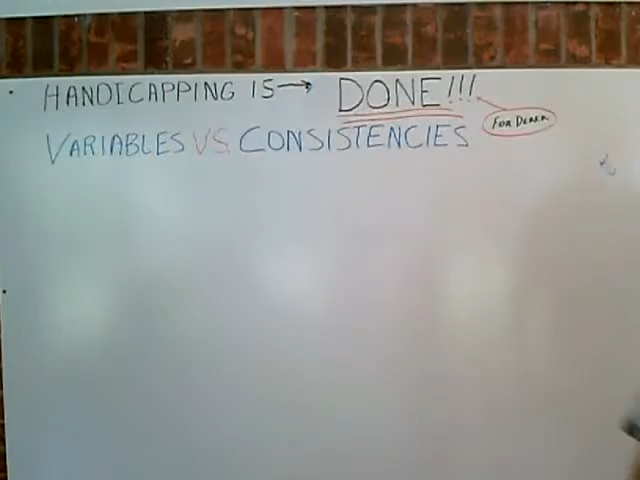 HANDICAPPING IS → DONE!!!
FOR DEREK
VARIABLES VS. CONSISTENCIES